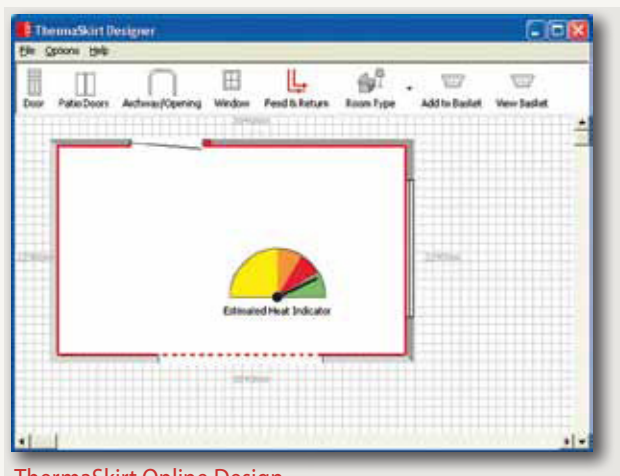 ThermaSkirt Designer
File Options Help
Door Patio Doors Archway/Opening Window Feed & Return Room Type Add to Basket View Basket
Estimated Heat Indicator
ThermaSkirt Online Design